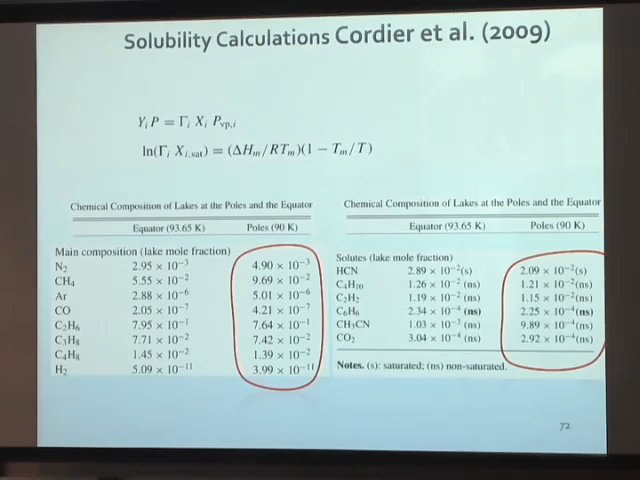 Solubility Calculations Cordier et al. (2009)
Y_i P = Γ_i X_i P_vp,i
ln(Γ_i X_i,sat) = (ΔH_m/RT_m)(1 − T_m/T)
Chemical Composition of Lakes at the Poles and the Equator
Equator (93.65 K) Poles (90 K)
Main composition (lake mole fraction)
N₂ 2.95 × 10⁻³ 4.90 × 10⁻³
CH₄ 5.55 × 10⁻² 9.69 × 10⁻²
Ar 2.88 × 10⁻⁶ 5.01 × 10⁻⁶
CO 2.05 × 10⁻⁷ 4.21 × 10⁻⁷
C₂H₆ 7.95 × 10⁻¹ 7.64 × 10⁻¹
C₃H₈ 7.71 × 10⁻² 7.42 × 10⁻²
C₄H₈ 1.45 × 10⁻² 1.39 × 10⁻²
H₂ 5.09 × 10⁻¹¹ 3.99 × 10⁻¹¹
Chemical Composition of Lakes at the Poles and the Equator
Equator (93.65 K) Poles (90 K)
Solutes (lake mole fraction)
HCN 2.89 × 10⁻²(s) 2.09 × 10⁻²(s)
C₄H₁₀ 1.26 × 10⁻² (ns) 1.21 × 10⁻²(ns)
C₂H₂ 1.19 × 10⁻² (ns) 1.15 × 10⁻²(ns)
C₆H₆ 2.34 × 10⁻⁴ (ns) 2.25 × 10⁻⁴(ns)
CH₃CN 1.03 × 10⁻³ (ns) 9.89 × 10⁻⁴(ns)
CO₂ 3.04 × 10⁻⁴ (ns) 2.92 × 10⁻⁴(ns)
Notes. (s): saturated; (ns) non-saturated.
72